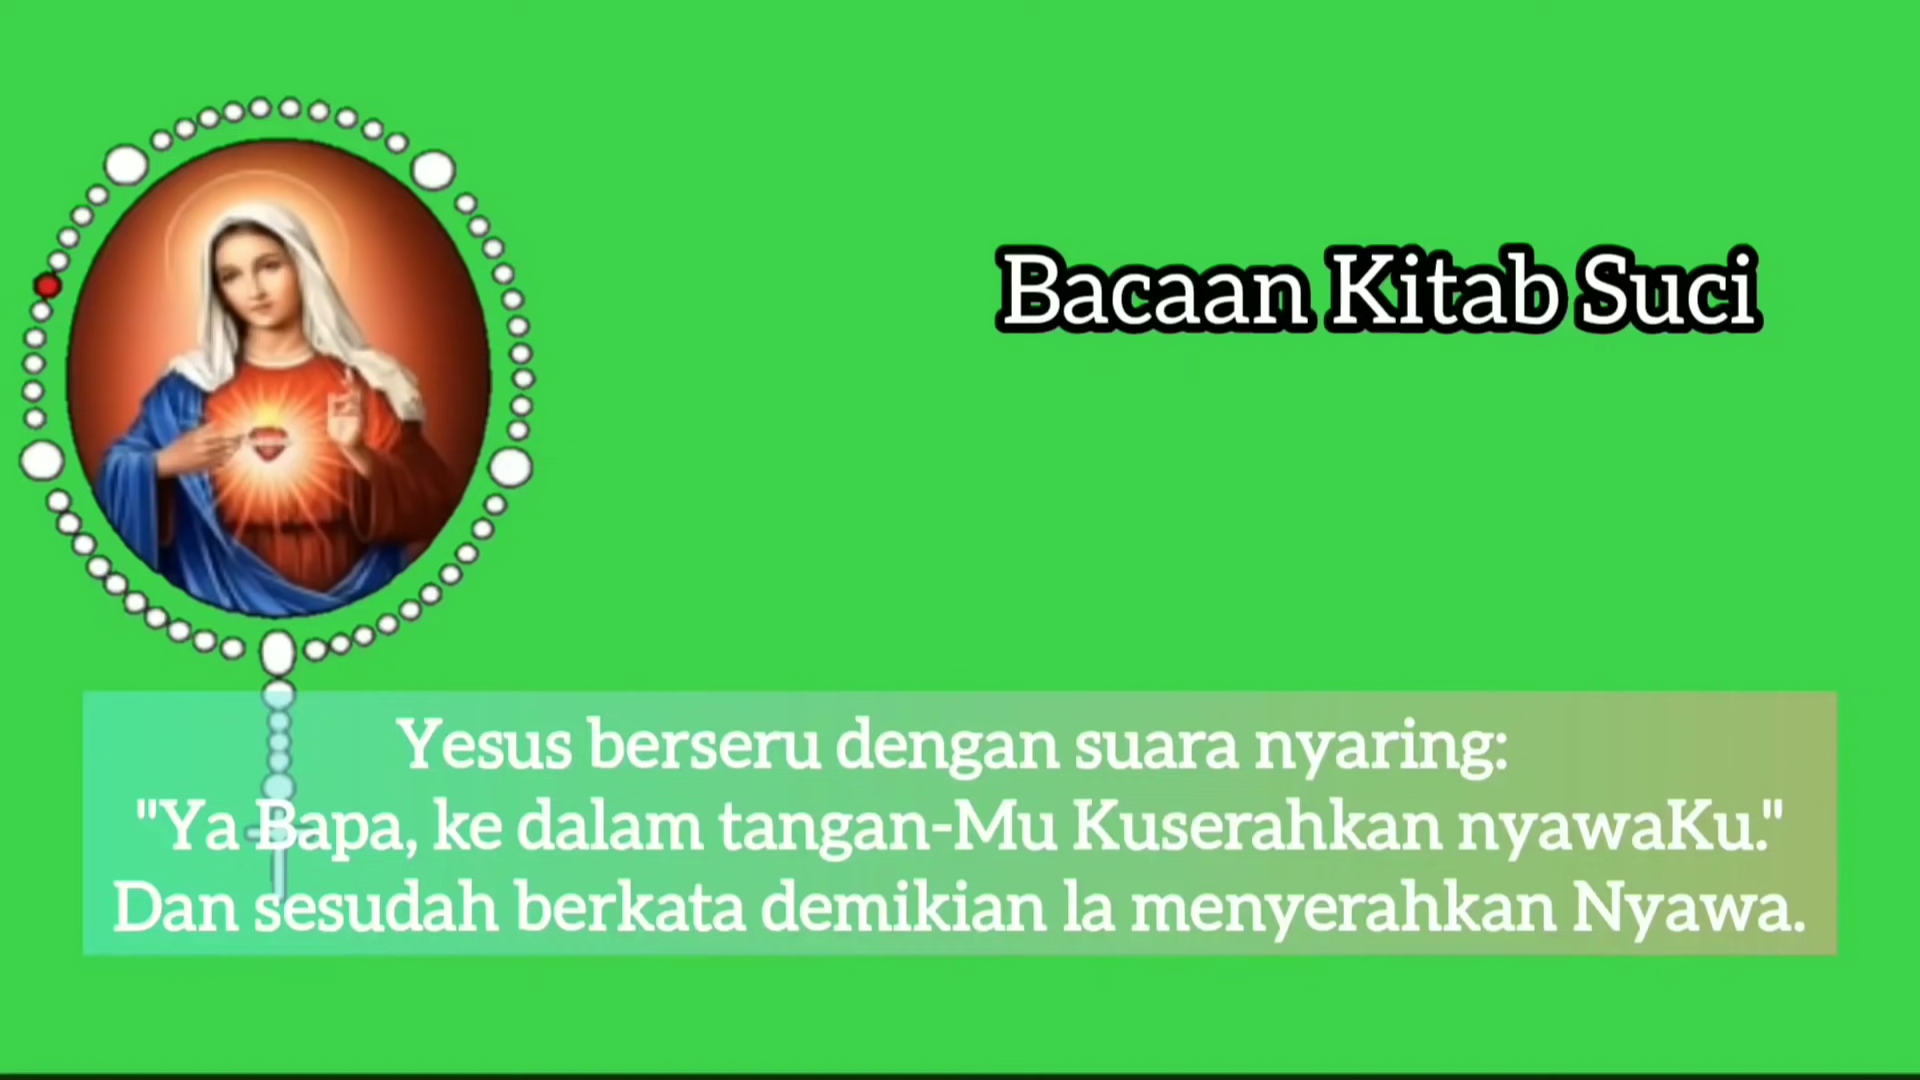 Bacaan Kitab Suci
Yesus berseru dengan suara nyaring:
"Ya Bapa, ke dalam tangan-Mu Kuserahkan nyawaKu."
Dan sesudah berkata demikian Ia menyerahkan Nyawa.